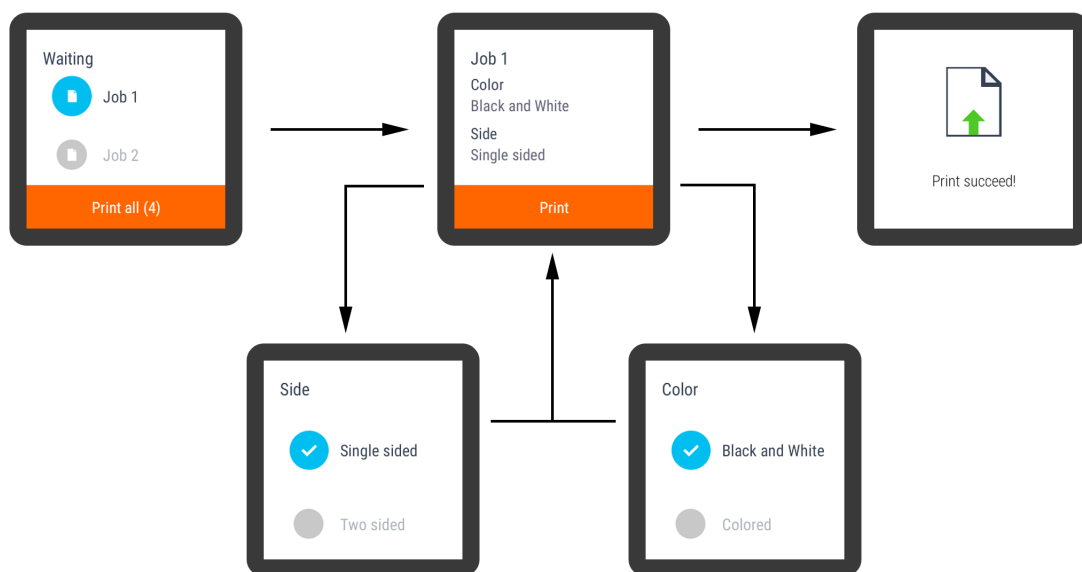 Waiting
Job 1
Job 2
Print all (4)
Job 1
Color
Black and White
Side
Single sided
Print
Print succeed!
Side
Single sided
Two sided
Color
Black and White
Colored